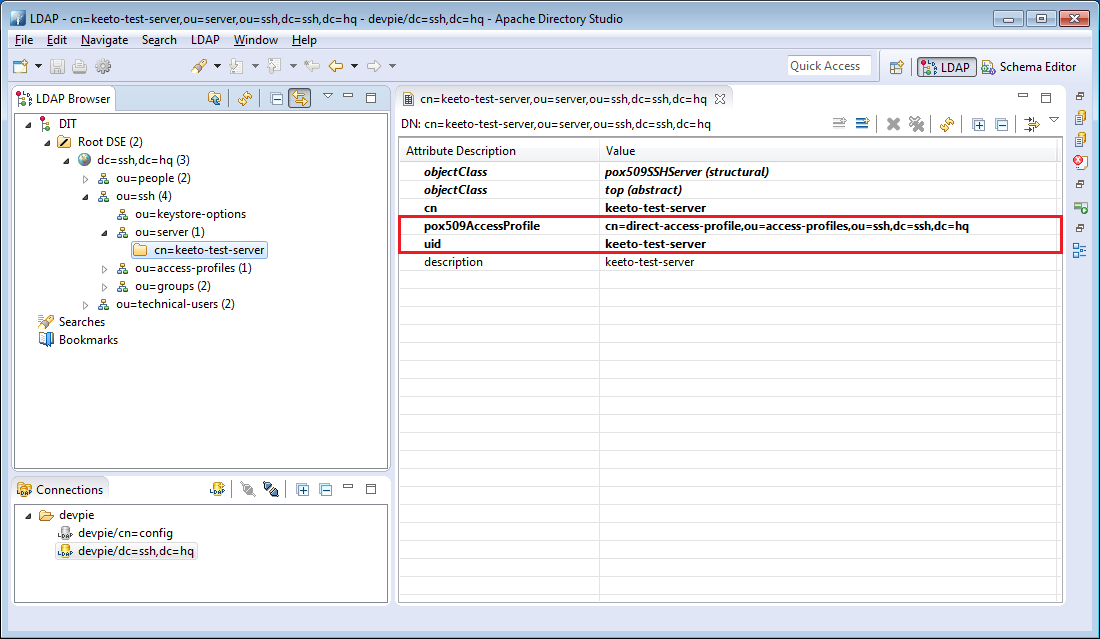 LDAP - cn=keeto-test-server,ou=server,ou=ssh,dc=ssh,dc=hq - devpie/dc=ssh,dc=hq - Apache Directory Studio
File Edit Navigate Search LDAP Window Help
Quick Access
LDAP
Schema Editor
LDAP Browser
DIT
Root DSE (2)
dc=ssh,dc=hq (3)
ou=people (2)
ou=ssh (4)
ou=keystore-options
ou=server (1)
cn=keeto-test-server
ou=access-profiles (1)
ou=groups (2)
ou=technical-users (2)
Searches
Bookmarks
Connections
devpie
devpie/cn=config
devpie/dc=ssh,dc=hq
cn=keeto-test-server,ou=server,ou=ssh,dc=ssh,dc=hq
DN: cn=keeto-test-server,ou=server,ou=ssh,dc=ssh,dc=hq
Attribute Description Value
objectClass pox509SSHServer (structural)
objectClass top (abstract)
cn keeto-test-server
pox509AccessProfile cn=direct-access-profile,ou=access-profiles,ou=ssh,dc=ssh,dc=hq
uid keeto-test-server
description keeto-test-server